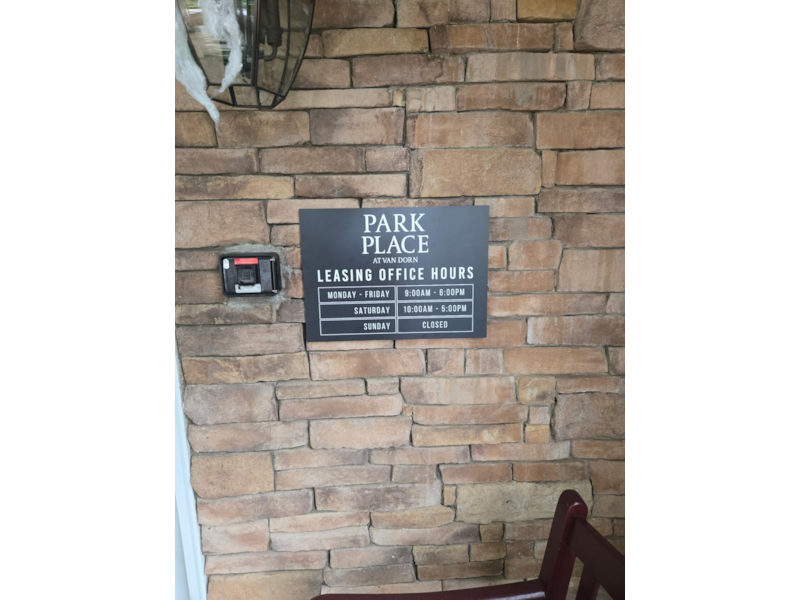 PARK
PLACE
AT VAN DORN
LEASING OFFICE HOURS
MONDAY - FRIDAY 9:00AM - 6:00PM
SATURDAY 10:00AM - 5:00PM
SUNDAY CLOSED